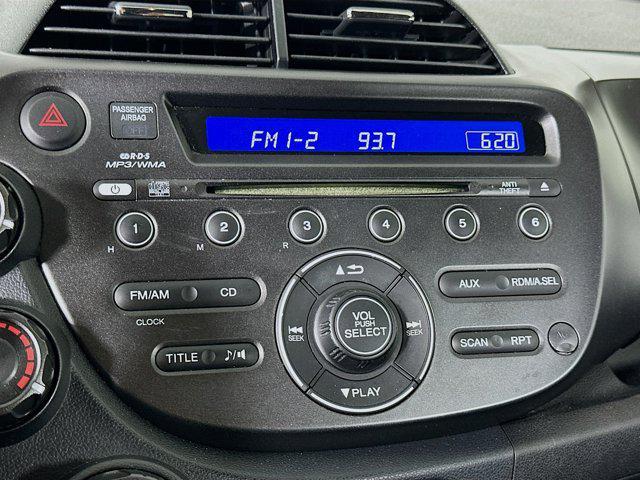 PASSENGER
AIRBAG
R·D·S
MP3/WMA
FM1-2 93.7 6:20
ANTI
THEFT
1 2 3 4 5 6
H M R
FM/AM CD
CLOCK
AUX RDM/A.SEL
SEEK VOL SEEK
PUSH
SELECT
TITLE
SCAN RPT
PLAY